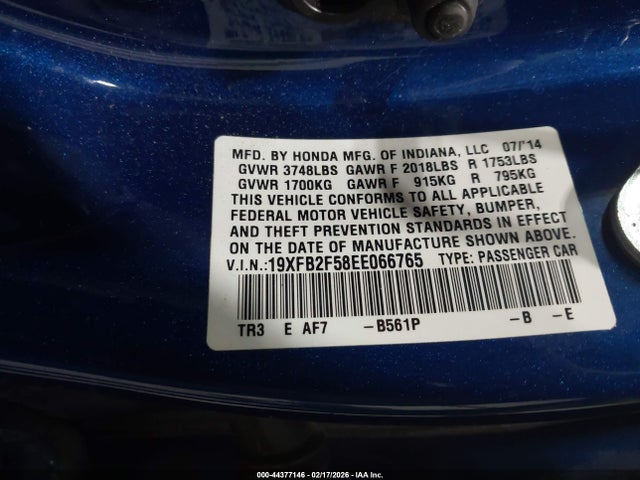 MFD. BY HONDA MFG. OF INDIANA, LLC 07/'14
GVWR 3748LBS GAWR F 2018LBS R 1753LBS
GVWR 1700KG GAWR F 915KG R 795KG
THIS VEHICLE CONFORMS TO ALL APPLICABLE
FEDERAL MOTOR VEHICLE SAFETY, BUMPER,
AND THEFT PREVENTION STANDARDS IN EFFECT
ON THE DATE OF MANUFACTURE SHOWN ABOVE.
V.I.N.:19XFB2F58EE066765 TYPE: PASSENGER CAR
TR3 E AF7 –B561P –B –E
000-44377146 - 02/17/2026 - IAA Inc.